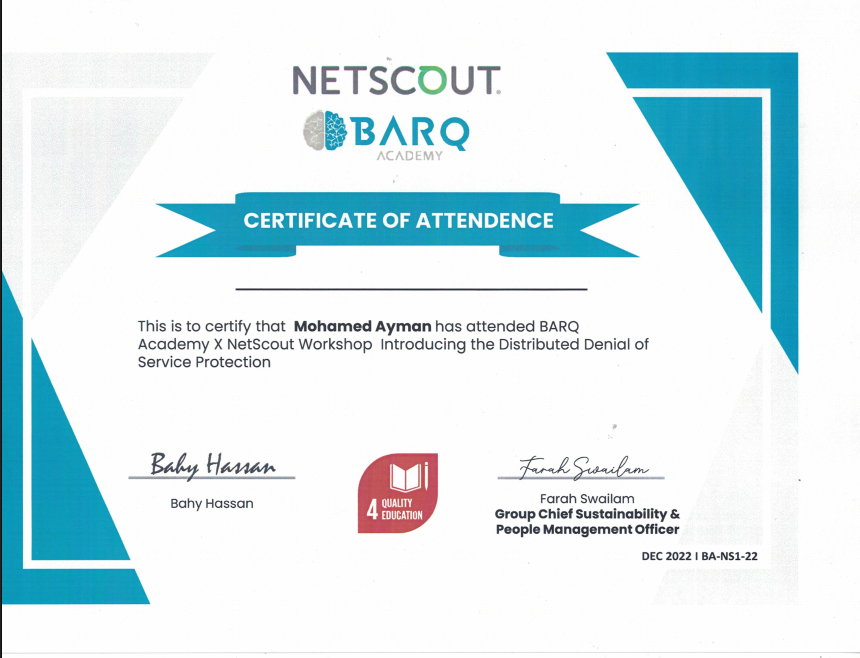 NETSCOUT.
BARQ
ACADEMY
CERTIFICATE OF ATTENDENCE
This is to certify that Mohamed Ayman has attended BARQ
Academy X NetScout Workshop Introducing the Distributed Denial of
Service Protection
Bahy Hassan
Bahy Hassan
4 QUALITY
EDUCATION
Farah Swailam
Farah Swailam
Group Chief Sustainability &
People Management Officer
DEC 2022 I BA-NS1-22